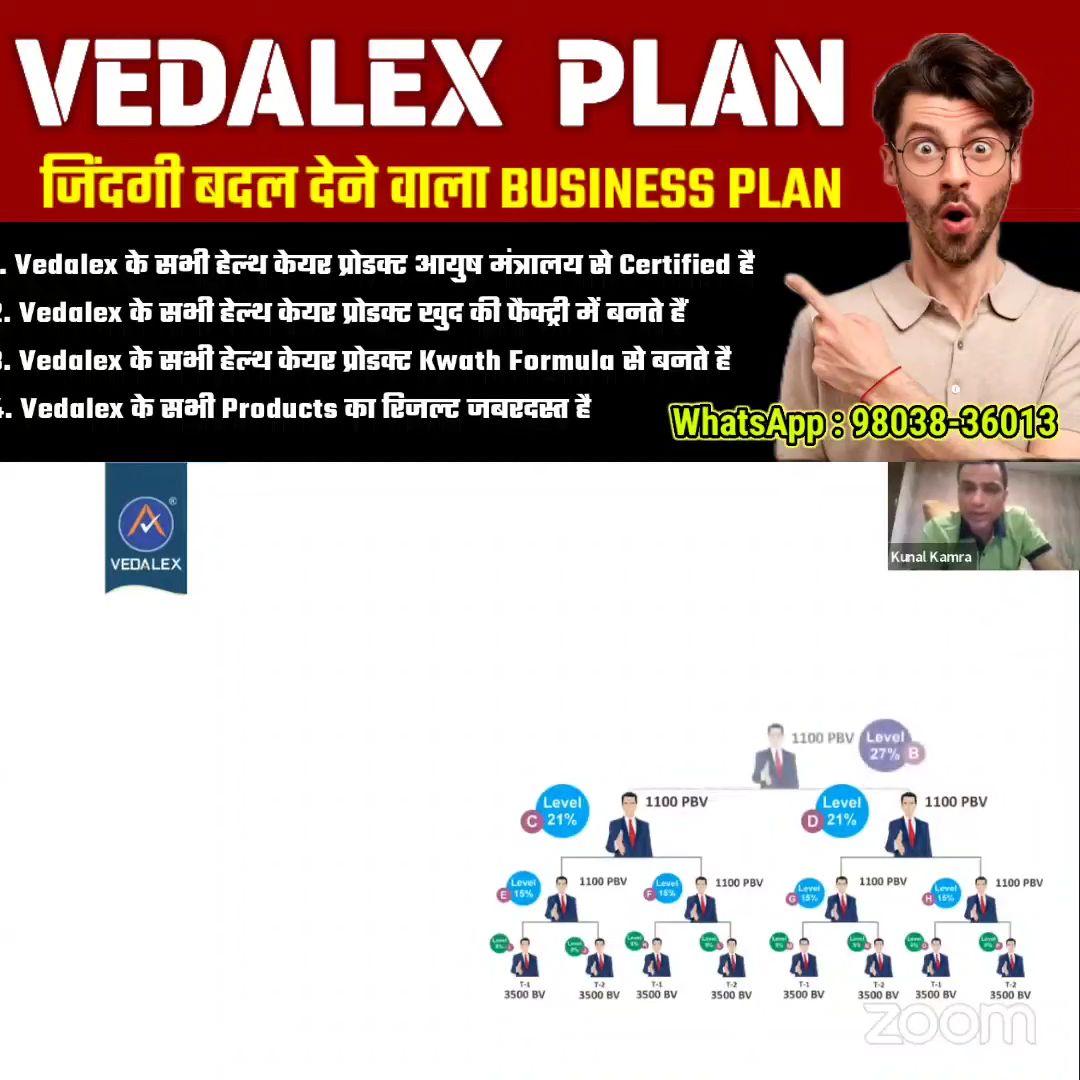 VEDALEX PLAN
जिंदगी बदल देने वाला BUSINESS PLAN
. Vedalex के सभी हेल्थ केयर प्रोडक्ट आयुष मंत्रालय से Certified है
2. Vedalex के सभी हेल्थ केयर प्रोडक्ट खुद की फैक्ट्री में बनते हैं
3. Vedalex के सभी हेल्थ केयर प्रोडक्ट Kwath Formula से बनते है
4. Vedalex के सभी Products का रिजल्ट जबरदस्त है
WhatsApp : 98038-36013
VEDALEX ®
Kunal Kamra
1100 PBV Level 27% B
C Level 21% 1100 PBV D Level 21% 1100 PBV
E Level 15% 1100 PBV F Level 15% 1100 PBV G Level 15% 1100 PBV H Level 15% 1100 PBV
T-1 T-2 T-1 T-2 T-1 T-2 T-1 T-2
3500 BV 3500 BV 3500 BV 3500 BV 3500 BV 3500 BV 3500 BV 3500 BV
zoom